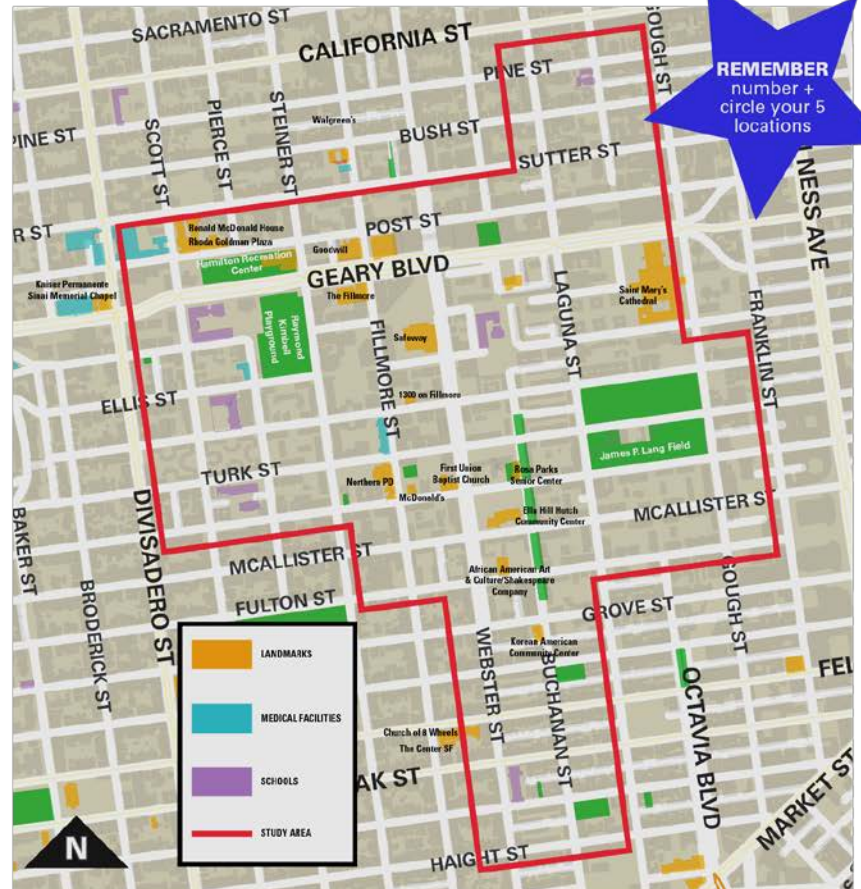 SACRAMENTO ST
CALIFORNIA ST
GOUGH ST
REMEMBER
number +
circle your 5
locations
PINE ST
PINE ST
SCOTT ST
PIERCE ST
STEINER ST
Walgreen's
BUSH ST
SUTTER ST
NESS AVE
R ST
Ronald McDonald House
Rhoda Goldman Plaza
POST ST
Goodwill
Hamilton Recreation
Center
GEARY BLVD
Kaiser Permanente
Sinai Memorial Chapel
The Fillmore
Raymond
Kimbell
Playground
FILLMORE ST
Safeway
LAGUNA ST
Saint Mary's
Cathedral
FRANKLIN ST
ELLIS ST
1300 on Fillmore
James P. Lang Field
TURK ST
Northern PD
McDonald's
First Union
Baptist Church
Rosa Parks
Senior Center
Ella Hill Hutch
Community Center
MCALLISTER ST
BAKER ST
DIVISADERO ST
BRODERICK ST
MCALLISTER ST
FULTON ST
African American Art
& Culture/Shakespeare
Company
GROVE ST
GOUGH ST
Korean American
Community Center
WEBSTER ST
BUCHANAN ST
OCTAVIA BLVD
FEL
LANDMARKS
MEDICAL FACILITIES
SCHOOLS
STUDY AREA
Church of 8 Wheels
The Center SF
AK ST
MARKET ST
HAIGHT ST
N